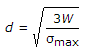 d = √(3W / σmax)